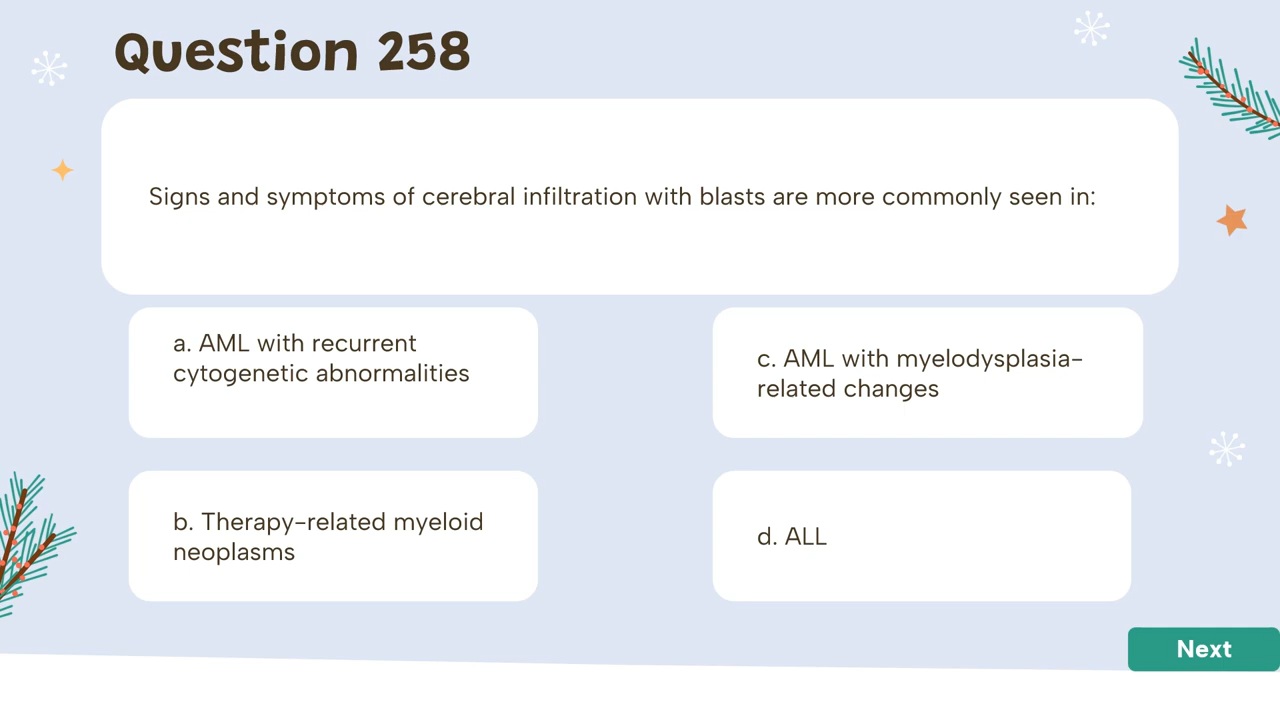 Question 258
Signs and symptoms of cerebral infiltration with blasts are more commonly seen in:
a. AML with recurrent
cytogenetic abnormalities
b. Therapy-related myeloid
neoplasms
c. AML with myelodysplasia-
related changes
d. ALL
Next